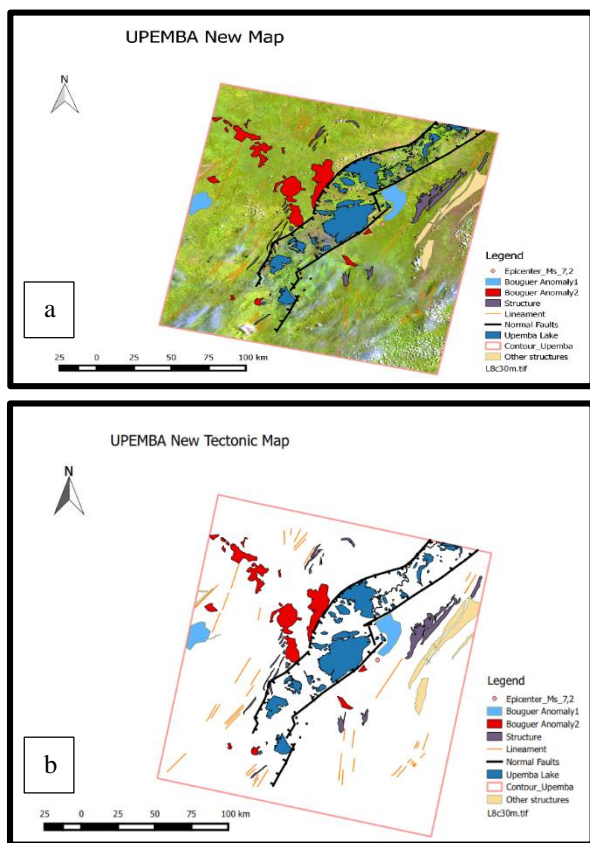 UPEMBA New Map
N
Legend
Epicenter_Ms_7,2
Bouguer Anomaly1
Bouguer Anomaly2
Structure
Lineament
Normal Faults
Upemba Lake
Contour_Upemba
Other structures
L8c30m.tif
a
25 0 25 50 75 100 km
UPEMBA New Tectonic Map
N
Legend
Epicenter_Ms_7,2
Bouguer Anomaly1
Bouguer Anomaly2
Structure
Lineament
Normal Faults
Upemba Lake
Contour_Upemba
Other structures
L8c30m.tif
b
25 0 25 50 75 100 km